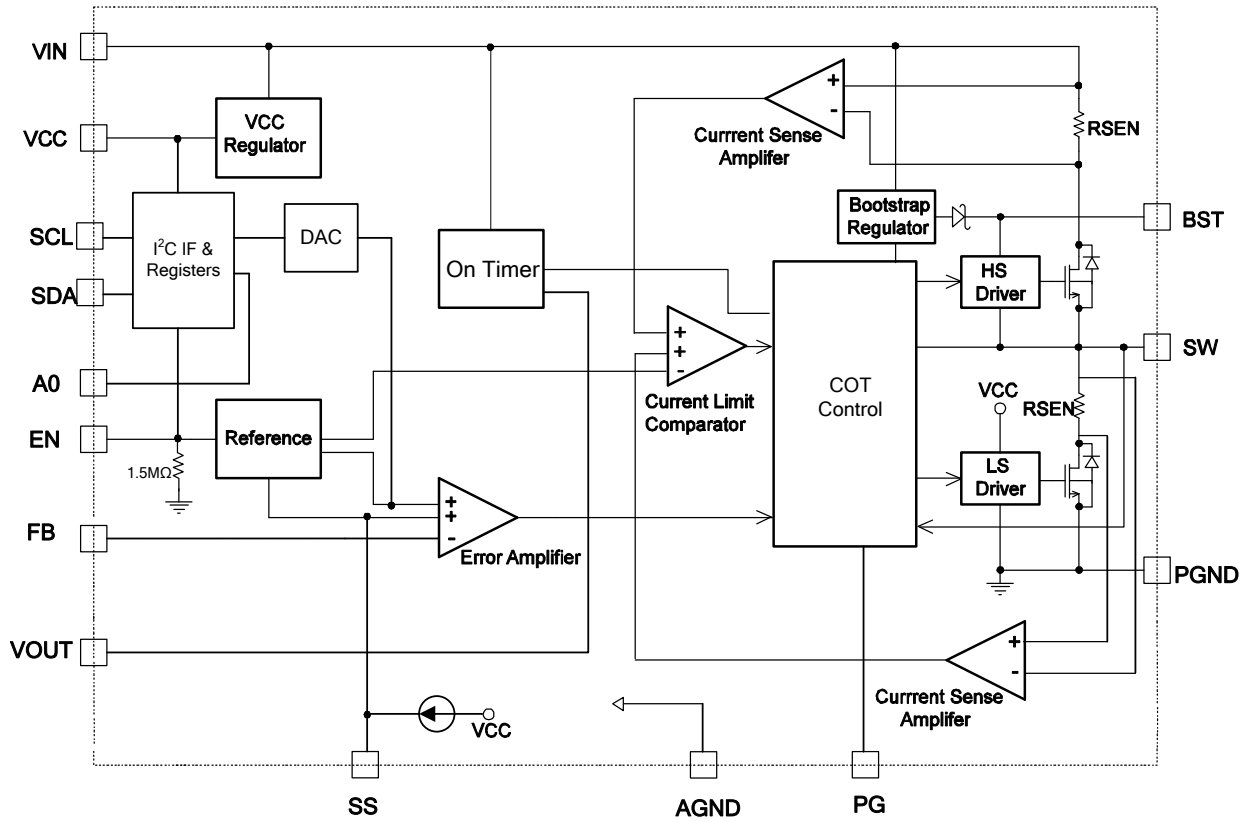 VIN
VCC
SCL
SDA
A0
EN
FB
VOUT
VCC
Regulator
I²C IF &
Registers
DAC
On Timer
Reference
1.5MΩ
+
+
-
Error Amplifier
+
-
Currrent Sense
Amplifer
RSEN
Bootstrap
Regulator
BST
HS
Driver
+
+
-
Current Limit
Comparator
COT
Control
SW
VCC
RSEN
LS
Driver
PGND
+
-
Currrent Sense
Amplifer
VCC
SS
AGND
PG